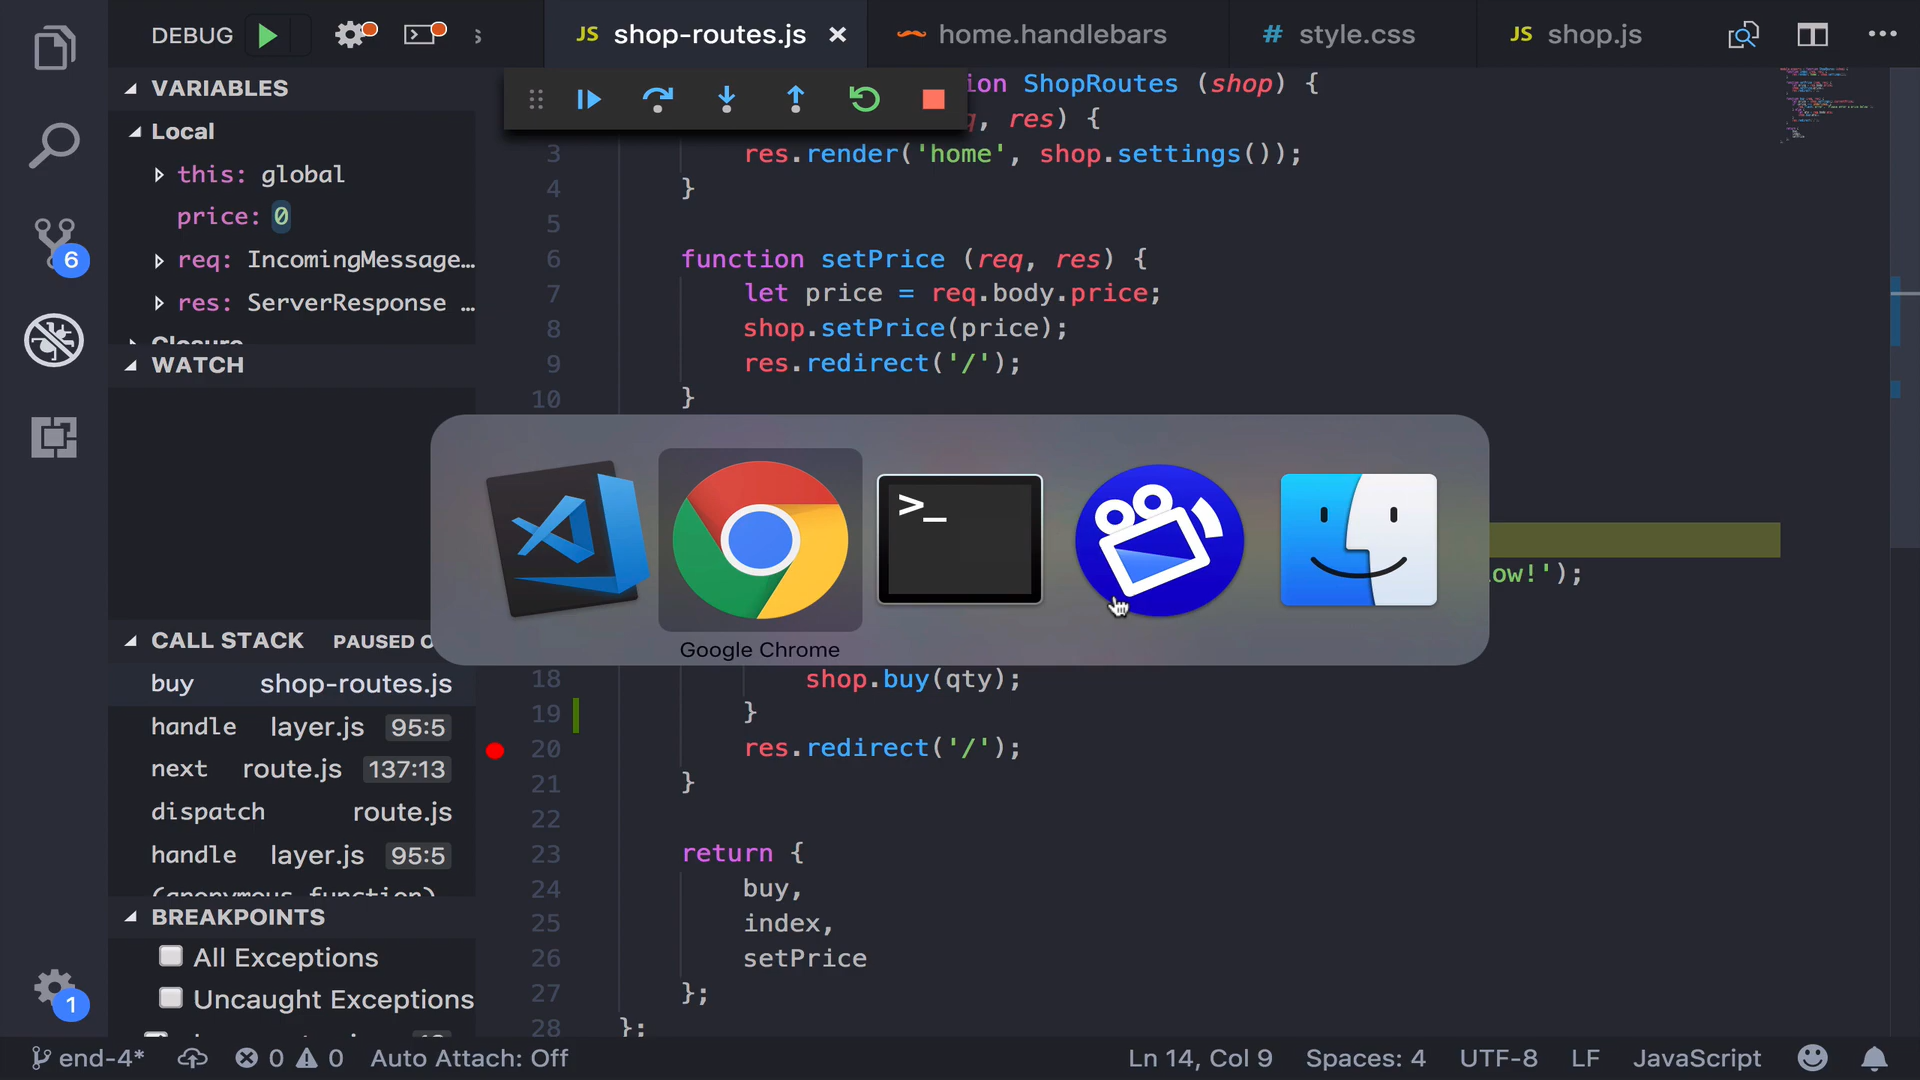 DEBUG
JS shop-routes.js
home.handlebars
# style.css
JS shop.js
VARIABLES
Local
this: global
price: 0
req: IncomingMessage…
res: ServerResponse …
Closure
WATCH
CALL STACK PAUSED O
buy shop-routes.js
handle layer.js 95:5
next route.js 137:13
dispatch route.js
handle layer.js 95:5
(anonymous function)
BREAKPOINTS
All Exceptions
Uncaught Exceptions
ion ShopRoutes (shop) {
q, res) {
3 res.render('home', shop.settings());
4 }
5
6 function setPrice (req, res) {
7 let price = req.body.price;
8 shop.setPrice(price);
9 res.redirect('/');
10 }
ow!');
>_
Google Chrome
18 shop.buy(qty);
19 }
20 res.redirect('/');
21 }
22
23 return {
24 buy,
25 index,
26 setPrice
27 };
28 };
6
1
end-4* 0 0 Auto Attach: Off
Ln 14, Col 9 Spaces: 4 UTF-8 LF JavaScript